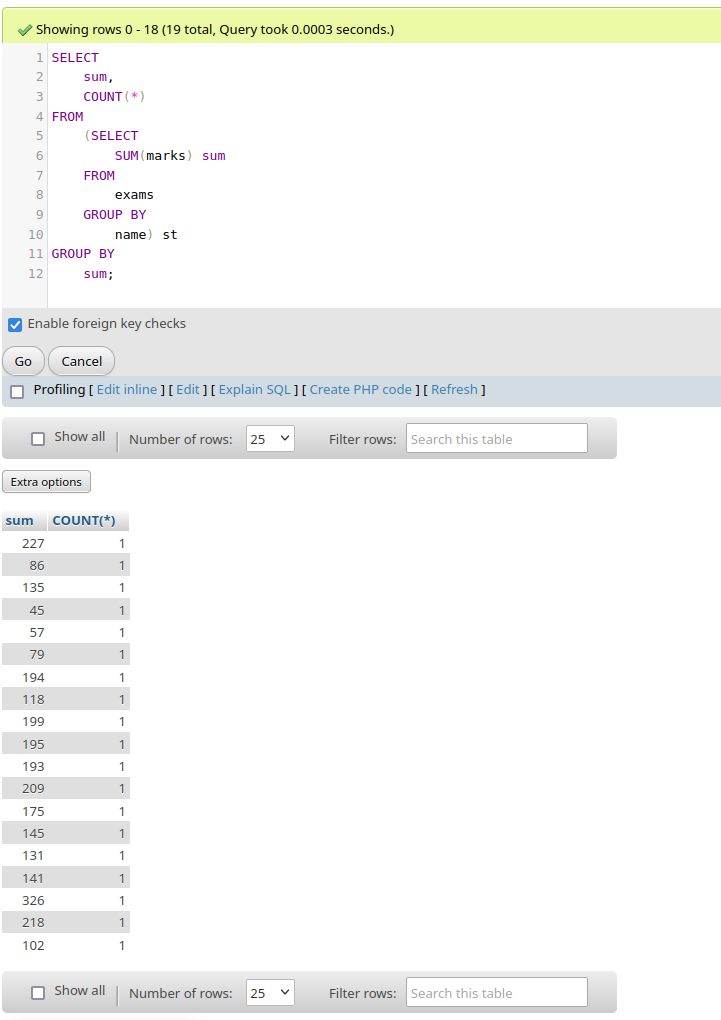 Showing rows 0 - 18 (19 total, Query took 0.0003 seconds.)
1 SELECT
2 sum,
3 COUNT(*)
4 FROM
5 (SELECT
6 SUM(marks) sum
7 FROM
8 exams
9 GROUP BY
10 name) st
11 GROUP BY
12 sum;
Enable foreign key checks
Go Cancel
Profiling [ Edit inline ] [ Edit ] [ Explain SQL ] [ Create PHP code ] [ Refresh ]
Show all Number of rows: 25 Filter rows: Search this table
Extra options
sum COUNT(*)
227 1
86 1
135 1
45 1
57 1
79 1
194 1
118 1
199 1
195 1
193 1
209 1
175 1
145 1
131 1
141 1
326 1
218 1
102 1
Show all Number of rows: 25 Filter rows: Search this table